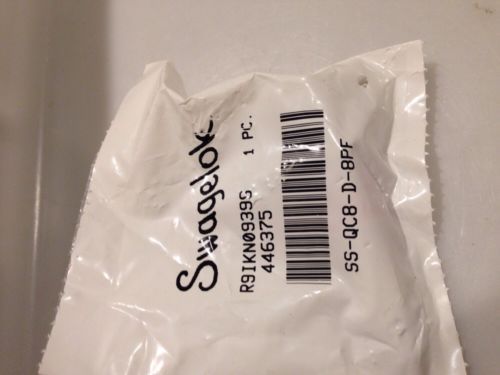 Swagelok
R9IKN0939S 1 PC.
446375
SS-QC8-D-8PF